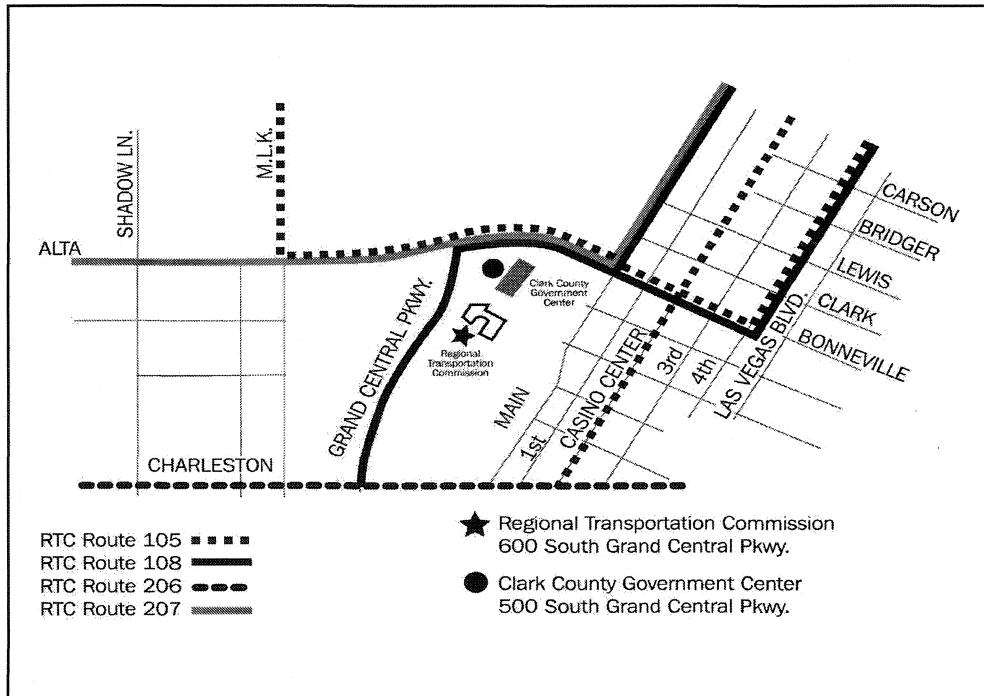 SHADOW LN.
M.L.K.
ALTA
CARSON
BRIDGER
LEWIS
CLARK
BONNEVILLE
Clark County
Government
Center
GRAND CENTRAL PKWY.
Regional
Transportation
Commission
MAIN
1st
CASINO CENTER
3rd
4th
LAS VEGAS BLVD.
CHARLESTON
RTC Route 105
RTC Route 108
RTC Route 206
RTC Route 207
Regional Transportation Commission
600 South Grand Central Pkwy.
Clark County Government Center
500 South Grand Central Pkwy.